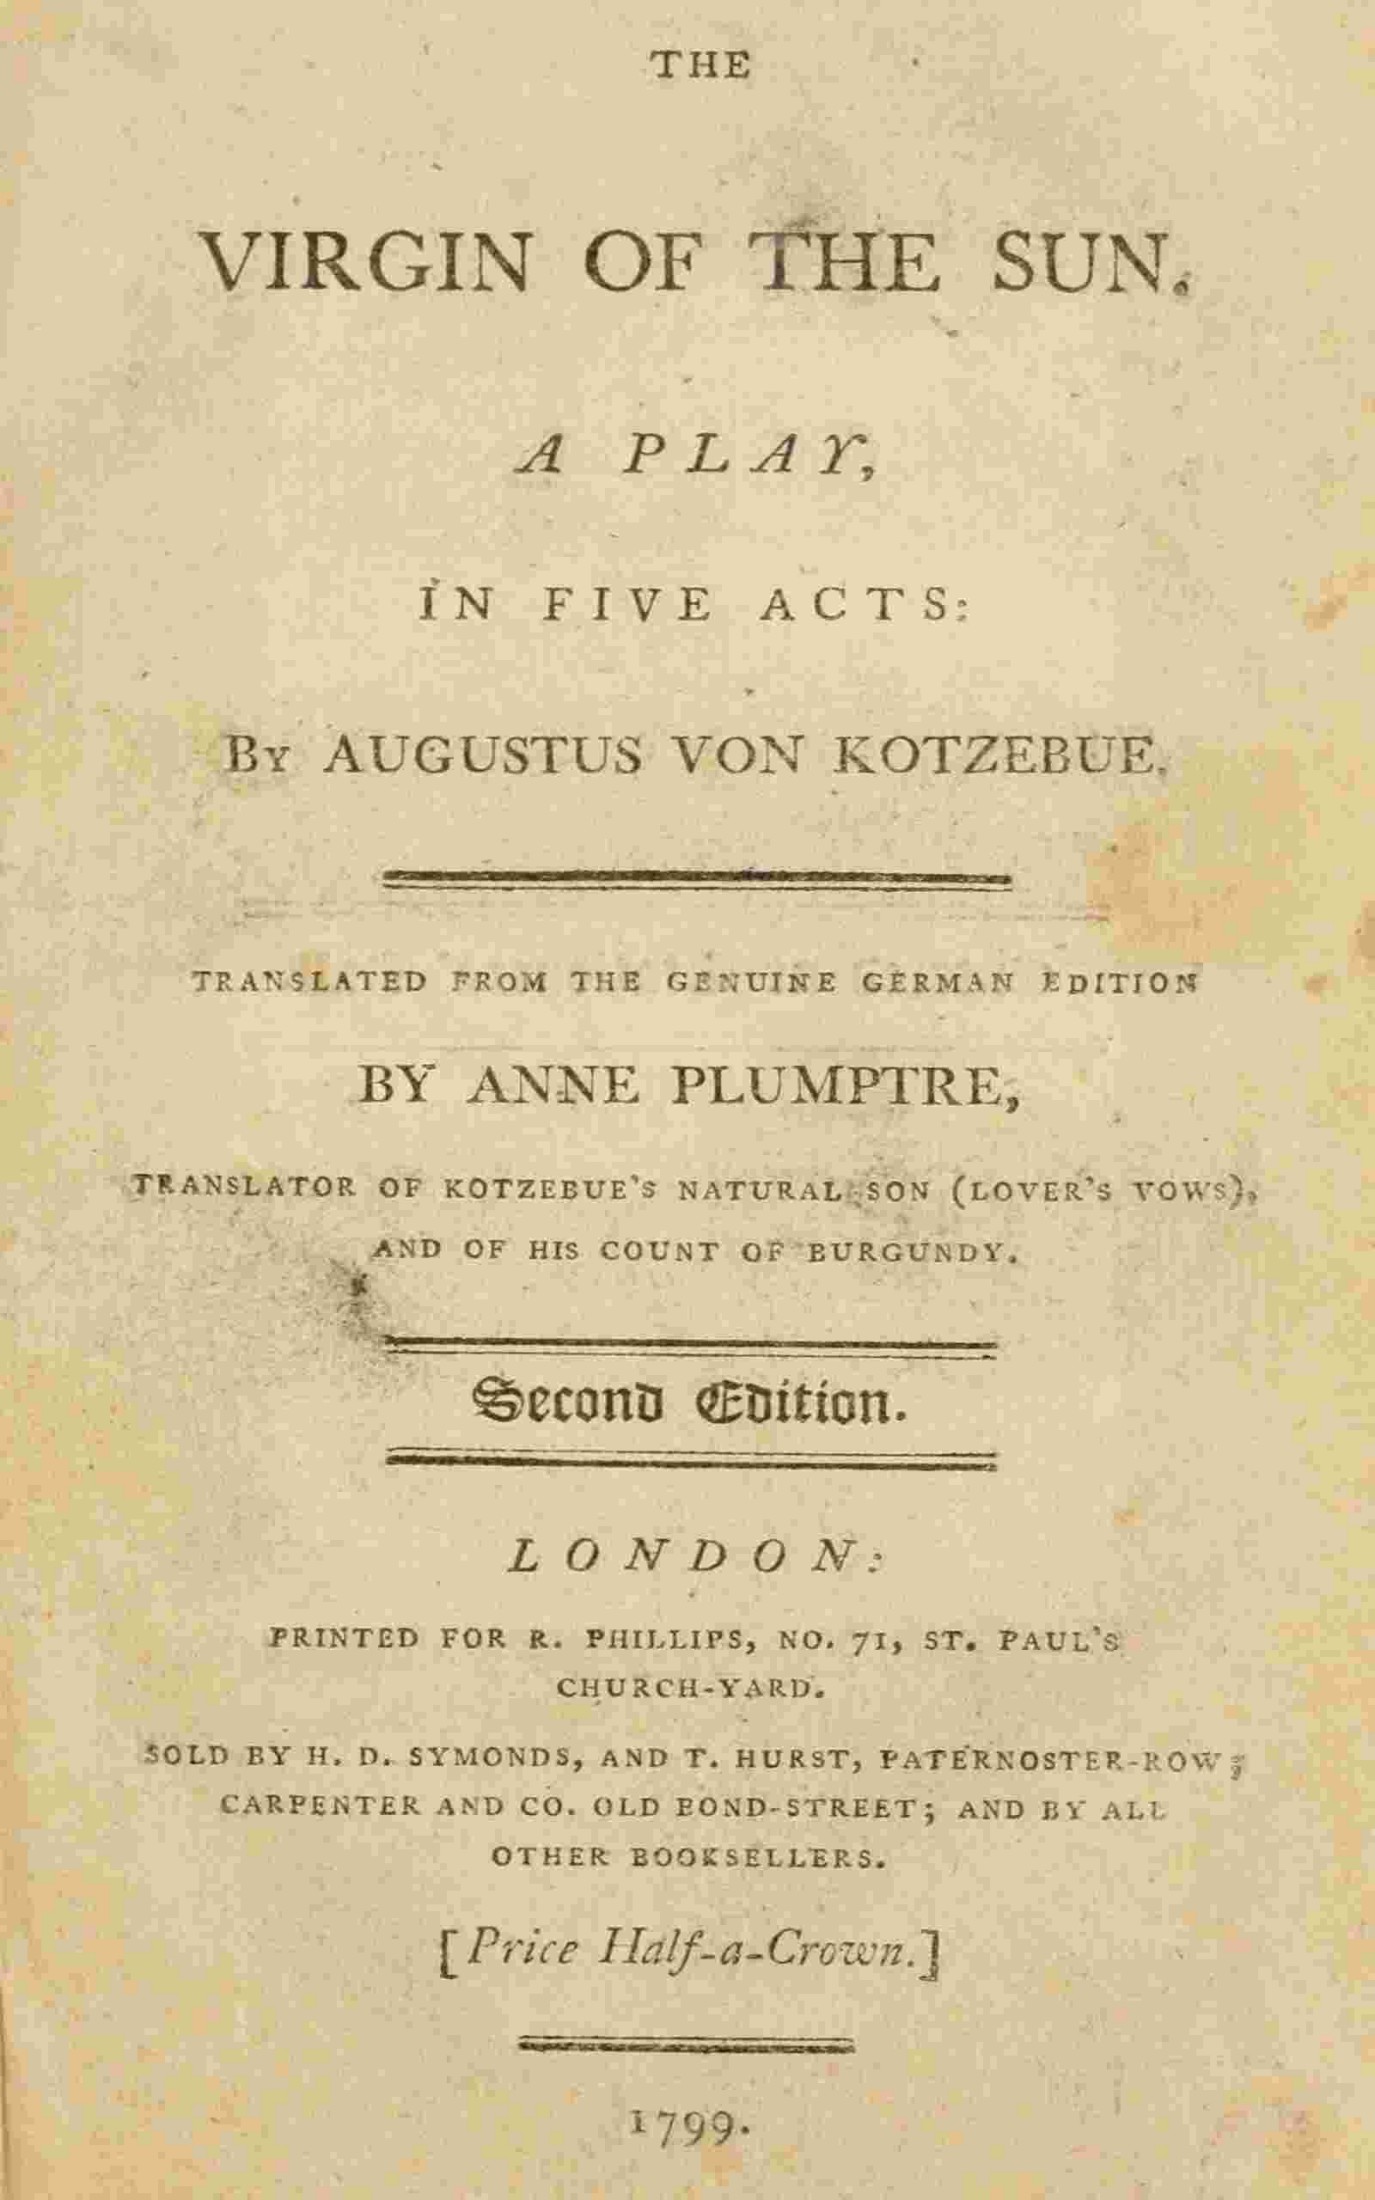 THE
VIRGIN OF THE SUN.
A PLAY,
IN FIVE ACTS:
By AUGUSTUS VON KOTZEBUE.
TRANSLATED FROM THE GENUINE GERMAN EDITION
BY ANNE PLUMPTRE,
TRANSLATOR OF KOTZEBUE'S NATURAL SON (LOVER'S VOWS),
AND OF HIS COUNT OF BURGUNDY.
Second Edition.
LONDON:
PRINTED FOR R. PHILLIPS, NO. 71, ST. PAUL'S
CHURCH-YARD.
SOLD BY H. D. SYMONDS, AND T. HURST, PATERNOSTER-ROW;
CARPENTER AND CO. OLD BOND-STREET; AND BY ALL
OTHER BOOKSELLERS.
[Price Half-a-Crown.]
1799.